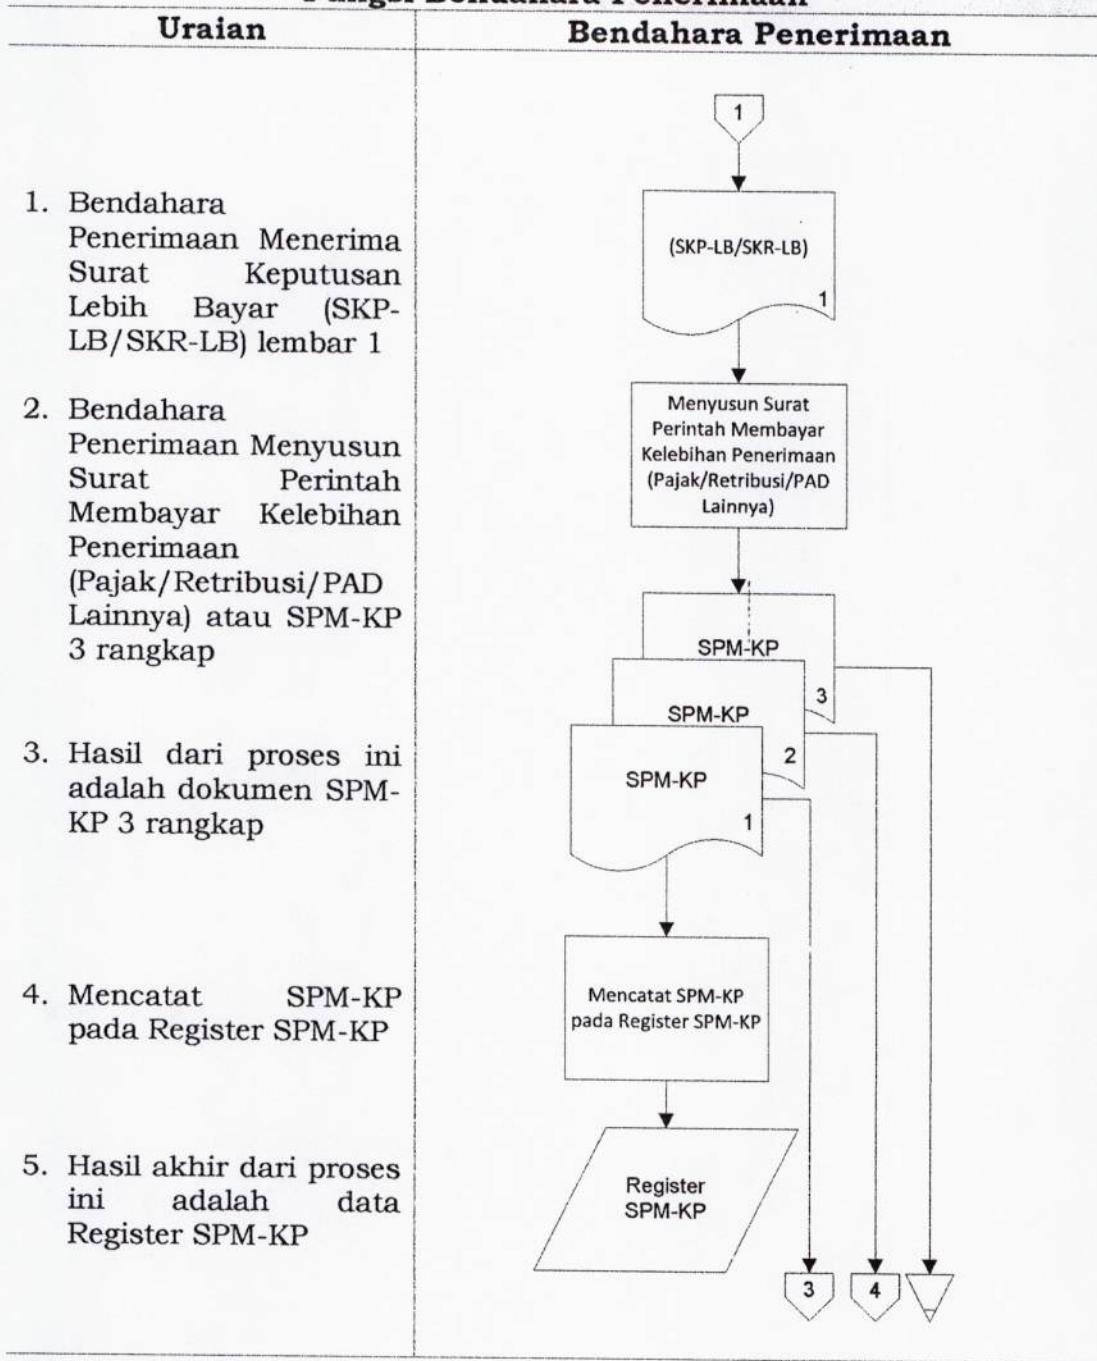 Fungsi Bendahara Penerimaan
Uraian
Bendahara Penerimaan
1. Bendahara
Penerimaan Menerima
Surat Keputusan
Lebih Bayar (SKP-
LB/SKR-LB) lembar 1
2. Bendahara
Penerimaan Menyusun
Surat Perintah
Membayar Kelebihan
Penerimaan
(Pajak/Retribusi/PAD
Lainnya) atau SPM-KP
3 rangkap
3. Hasil dari proses ini
adalah dokumen SPM-
KP 3 rangkap
4. Mencatat SPM-KP
pada Register SPM-KP
5. Hasil akhir dari proses
ini adalah data
Register SPM-KP
1
(SKP-LB/SKR-LB)
1
Menyusun Surat
Perintah Membayar
Kelebihan Penerimaan
(Pajak/Retribusi/PAD
Lainnya)
SPM-KP
3
SPM-KP
2
SPM-KP
1
Mencatat SPM-KP
pada Register SPM-KP
Register
SPM-KP
3
4